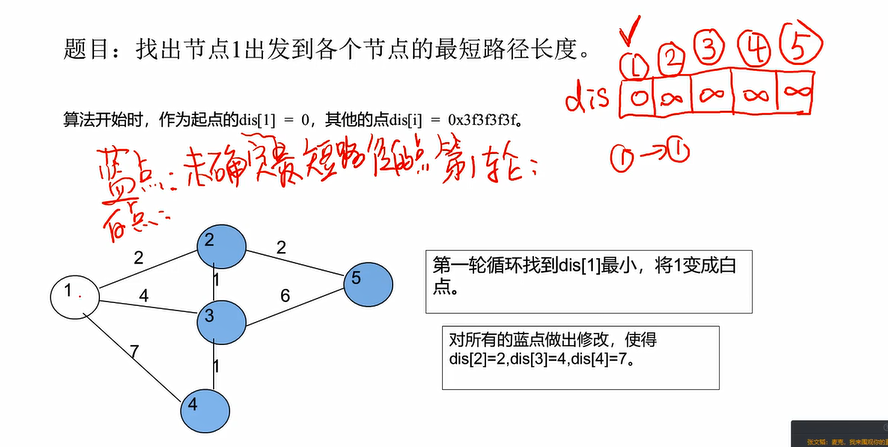 题目：找出节点1出发到各个节点的最短路径长度。
① ② ③ ④ ⑤
dis 0 ∞ ∞ ∞ ∞
算法开始时，作为起点的dis[1] = 0，其他的点dis[i] = 0x3f3f3f3f。
①→①
蓝点：未确定最短路径的点 第1轮：
白点：
1
2
3
4
5
2
4
7
1
1
2
6
第一轮循环找到dis[1]最小，将1变成白
点。
对所有的蓝点做出修改，使得
dis[2]=2,dis[3]=4,dis[4]=7。